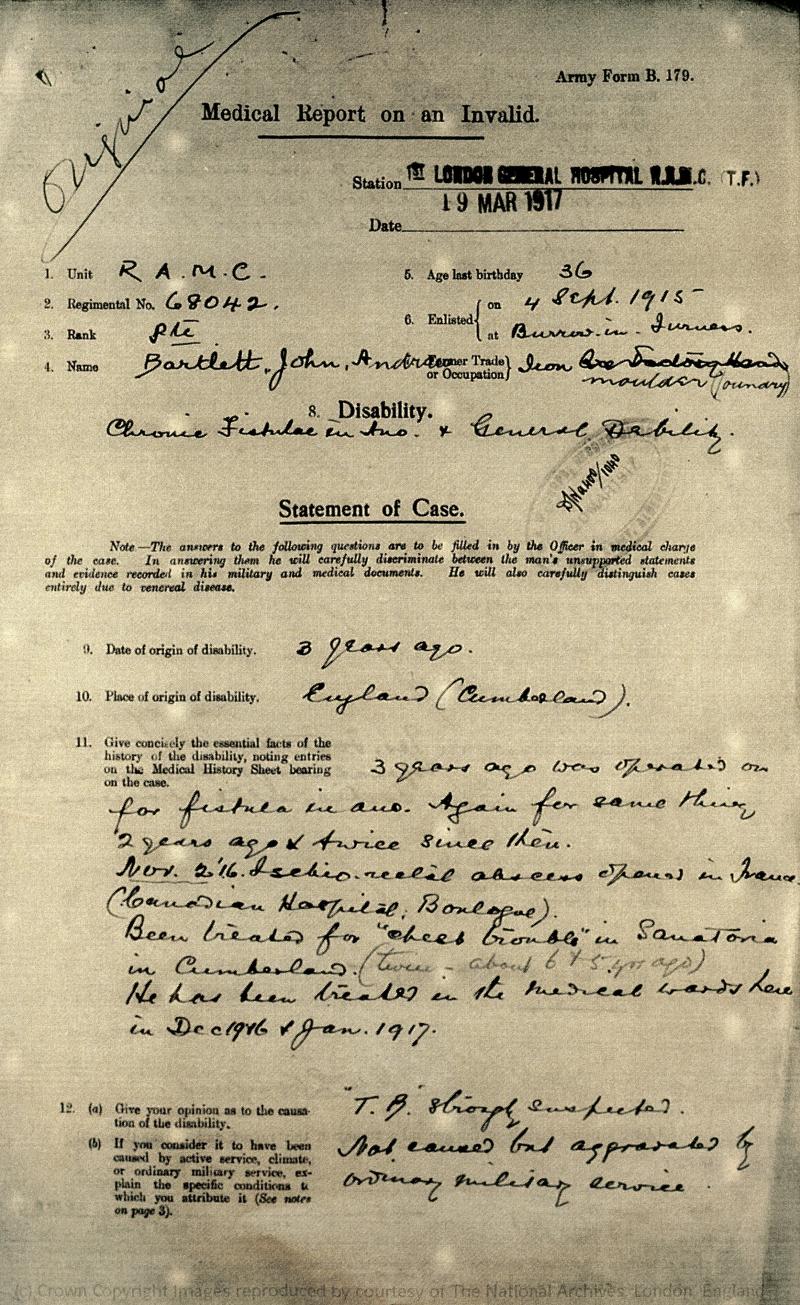 Original
Army Form B. 179.
Medical Report on an Invalid.
Station 1ST LONDON GENERAL HOSPITAL R.A.M.C. (T.F.)
19 MAR 1917
Date
1. Unit R. A. M. C.
5. Age last birthday 36
2. Regimental No. 68042.
6. Enlisted { on 4 Sept. 1915
at Burrow-in-Furness.
3. Rank Pte
4. Name Bartlett, John, Andrew
Former Trade or Occupation} Iron
moulder (foundry)
8. Disability.
Chronic Fistulae in Ano. & General Debility.
Statement of Case.
Note.—The answers to the following questions are to be filled in by the Officer in medical charge
of the case. In answering them he will carefully discriminate between the man's unsupported statements
and evidence recorded in his military and medical documents. He will also carefully distinguish cases
entirely due to venereal disease.
9. Date of origin of disability. 3 years ago.
10. Place of origin of disability. England (Cumberland).
11. Give concisely the essential facts of the
history of the disability, noting entries
on the Medical History Sheet bearing
on the case.
3 years ago was operated on
for fistula in ano. Again for same thing
2 years ago & twice since then.
Nov. 2 '16. Ischio-rectal abscess opened in France
(Canadian Hospital, Boulogne).
Been treated for "chest trouble" in Sanatoria
in Cumberland. (twice - about 6 & 5 yrs ago)
He has been treated in the medical wards here
in Dec 1916 & Jan. 1917.
12. (a) Give your opinion as to the causa-
tion of the disability.
"T. B." strongly suspected.
(b) If you consider it to have been
caused by active service, climate,
or ordinary military service, ex-
plain the specific conditions to
which you attribute it (See notes
on page 3).
Not caused but aggravated by
ordinary military service.
(c) Crown Copyright Images reproduced by courtesy of The National Archives, London, England